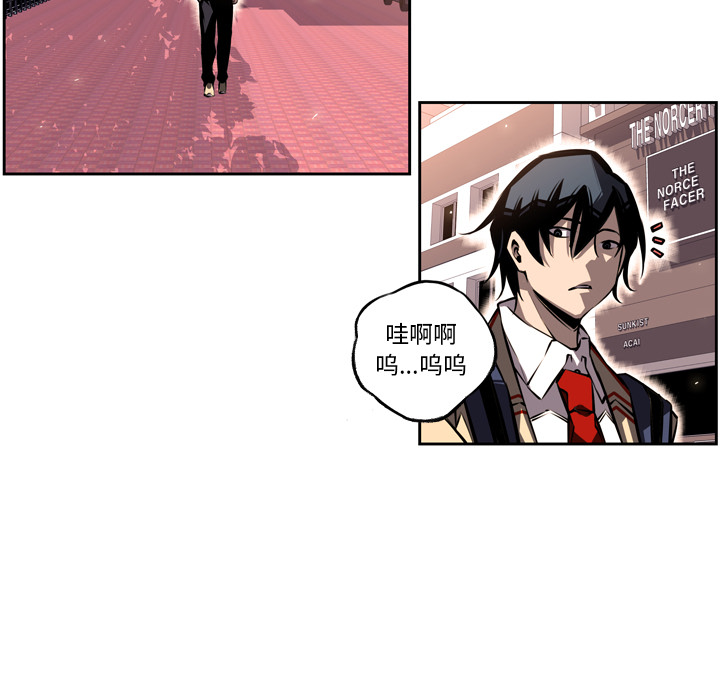 THE NORCE
THE
NORCE
FACER
SUNKIST
ACAI
哇啊啊
呜...呜呜